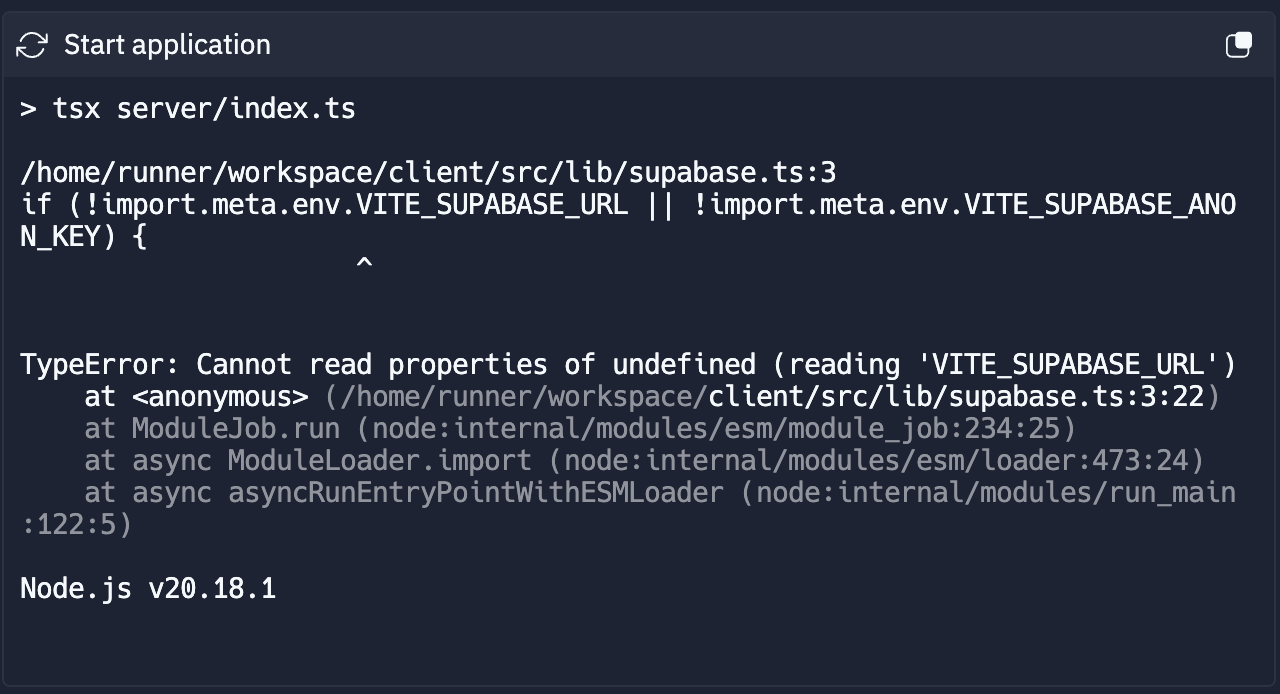 Start application
> tsx server/index.ts
/home/runner/workspace/client/src/lib/supabase.ts:3
if (!import.meta.env.VITE_SUPABASE_URL || !import.meta.env.VITE_SUPABASE_ANO
N_KEY) {
^
TypeError: Cannot read properties of undefined (reading 'VITE_SUPABASE_URL')
at <anonymous> (/home/runner/workspace/client/src/lib/supabase.ts:3:22)
at ModuleJob.run (node:internal/modules/esm/module_job:234:25)
at async ModuleLoader.import (node:internal/modules/esm/loader:473:24)
at async asyncRunEntryPointWithESMLoader (node:internal/modules/run_main
:122:5)
Node.js v20.18.1